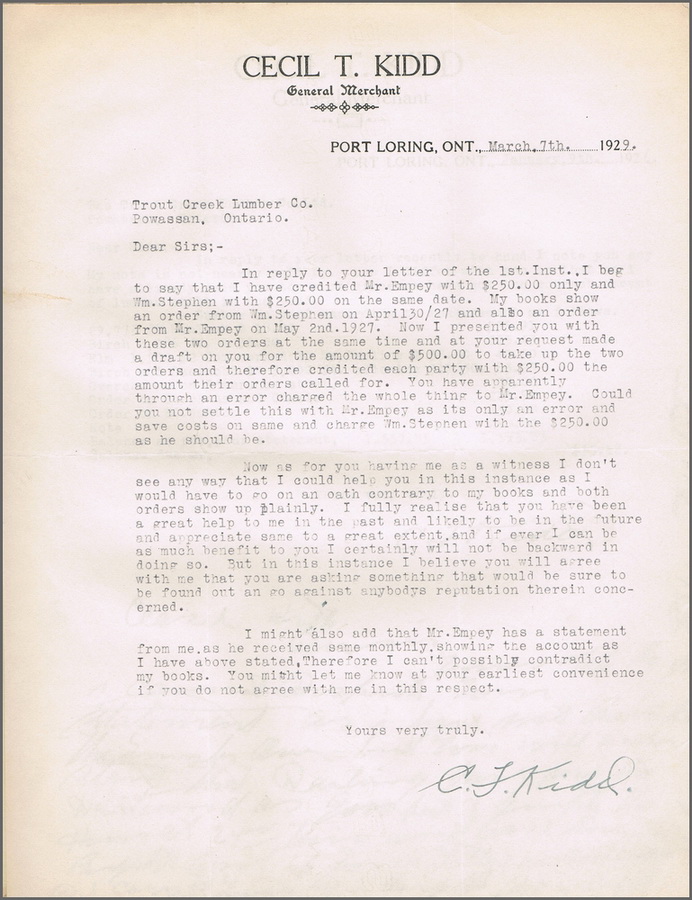 CECIL T. KIDD
General Merchant
PORT LORING, ONT., March, 7th. 1929.
Trout Creek Lumber Co.
Powassan, Ontario.
Dear Sirs;-
In reply to your letter of the 1st.Inst.,I beg
to say that I have credited Mr.Empey with $250.00 only and
Wm.Stephen with $250.00 on the same date. My books show
an order from Wm.Stephen on April30/27 and also an order
from Mr.Empey on May 2nd.1927. Now I presented you with
these two orders at the same time and at your request made
a draft on you for the amount of $500.00 to take up the two
orders and therefore credited each party with $250.00 the
amount their orders called for. You have apparently
through an error charged the whole thing to Mr.Empey. Could
you not settle this with Mr.Empey as its only an error and
save costs on same and charge Wm.Stephen with the $250.00
as he should be.
Now as for you having me as a witness I don't
see any way that I could help you in this instance as I
would have to go on an oath contrary to my books and both
orders show up plainly. I fully realise that you have been
a great help to me in the past and likely to be in the future
and appreciate same to a great extent,and if ever I can be
as much benefit to you I certainly will not be backward in
doing so. But in this instance I believe you will agree
with me that you are asking something that would be sure to
be found out an go against anybodys reputation therein conc-
erned.
I might also add that Mr.Empey has a statement
from me,as he received same monthly,showing the account as
I have above stated,Therefore I can't possibly contradict
my books. You might let me know at your earliest convenience
if you do not agree with me in this respect.
Yours very truly.
C.T. Kidd.